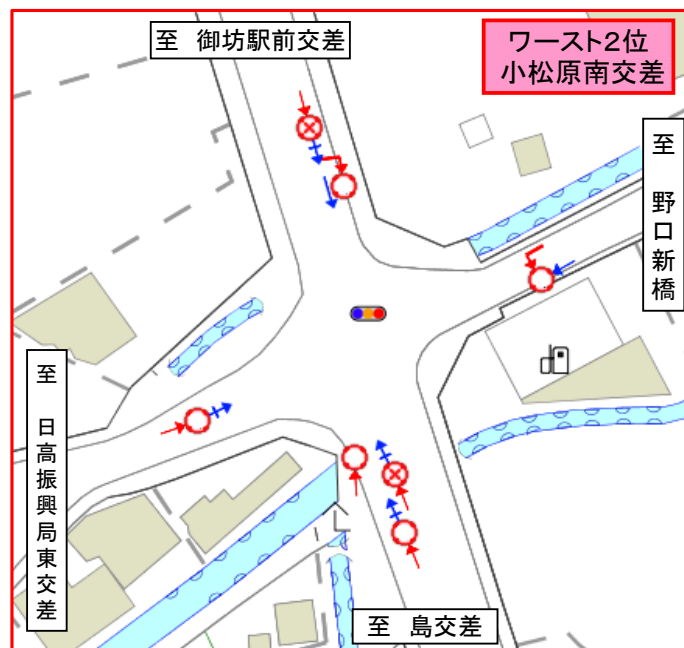 至 御坊駅前交差
ワースト2位
小松原南交差
至 野口新橋
至 日高振興局東交差
至 島交差